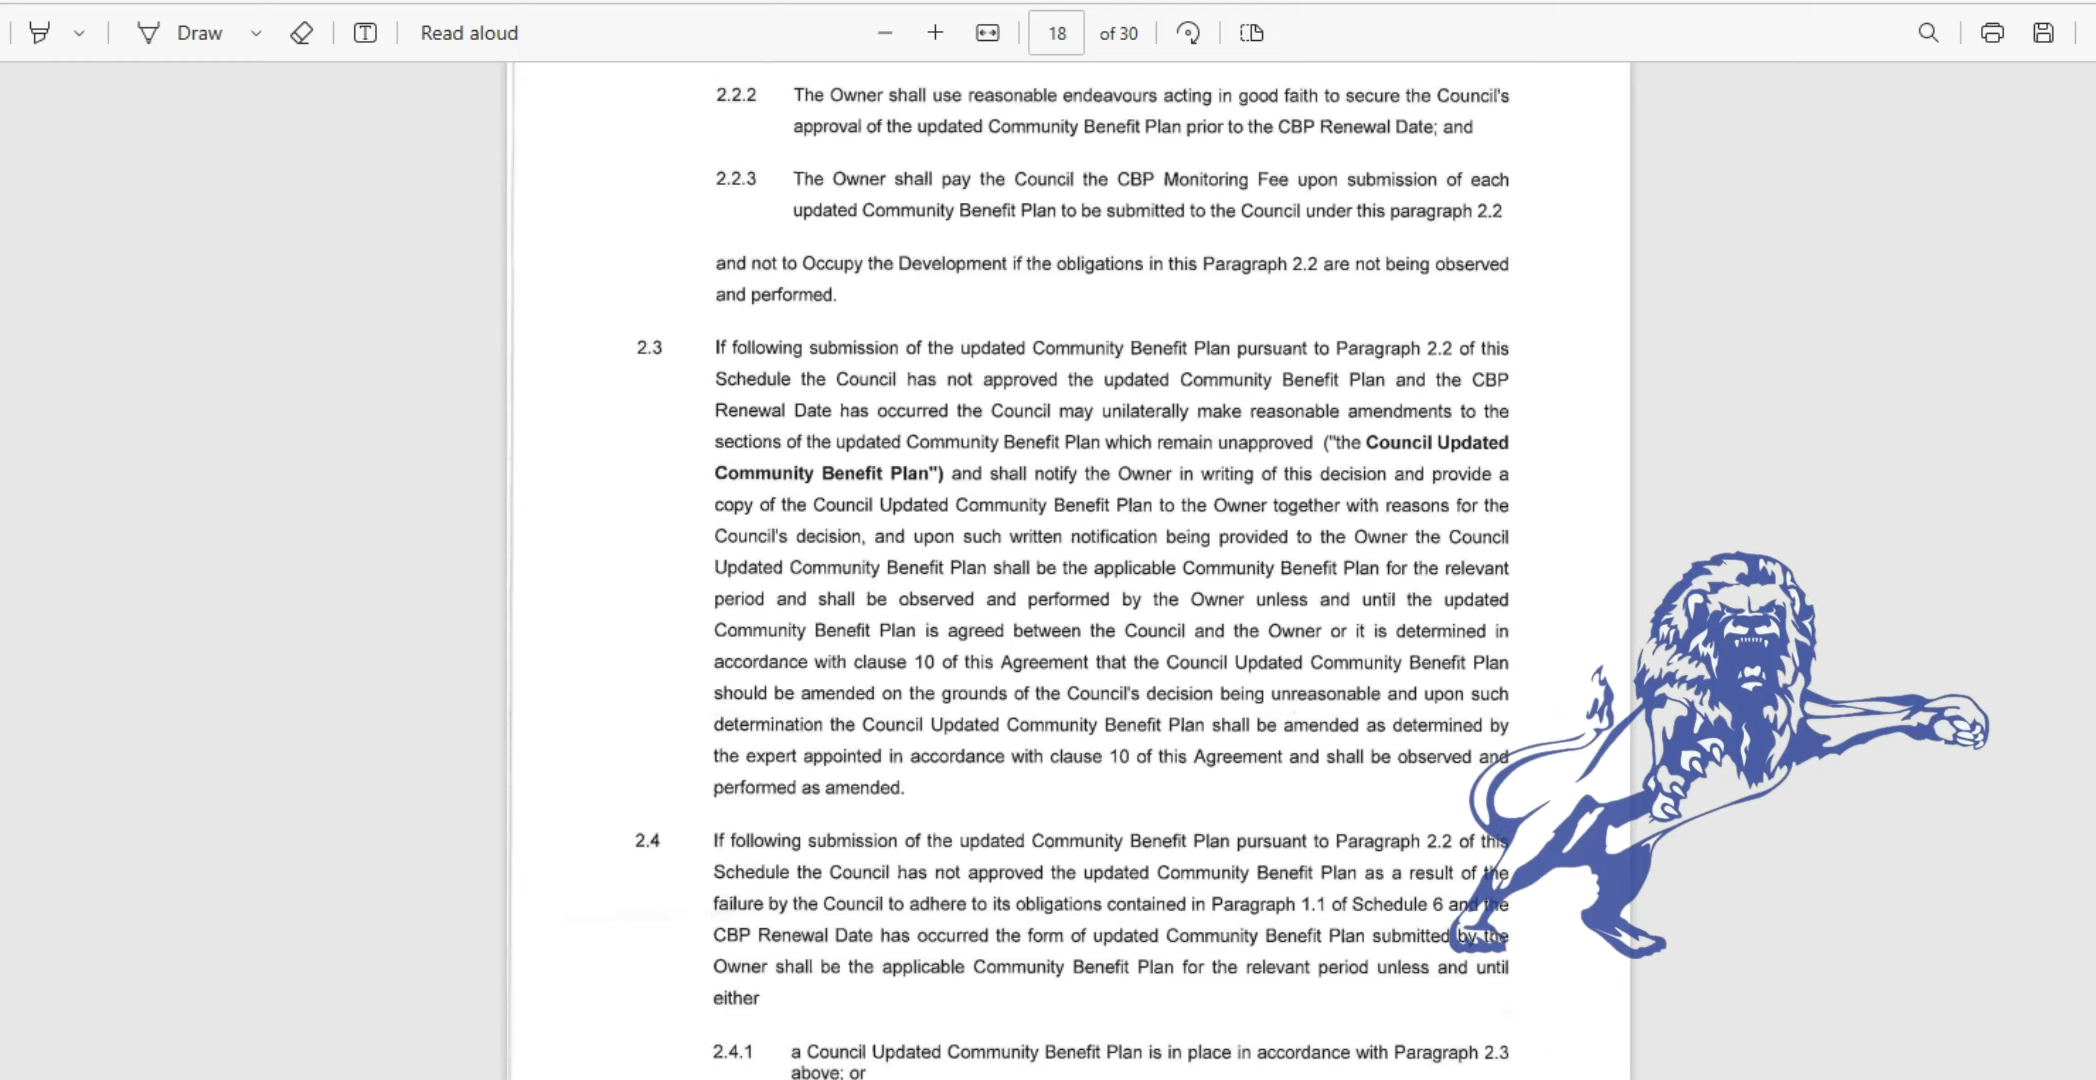 Draw
Read aloud
18 of 30
2.2.2 The Owner shall use reasonable endeavours acting in good faith to secure the Council's
approval of the updated Community Benefit Plan prior to the CBP Renewal Date; and
2.2.3 The Owner shall pay the Council the CBP Monitoring Fee upon submission of each
updated Community Benefit Plan to be submitted to the Council under this paragraph 2.2
and not to Occupy the Development if the obligations in this Paragraph 2.2 are not being observed
and performed.
2.3 If following submission of the updated Community Benefit Plan pursuant to Paragraph 2.2 of this
Schedule the Council has not approved the updated Community Benefit Plan and the CBP
Renewal Date has occurred the Council may unilaterally make reasonable amendments to the
sections of the updated Community Benefit Plan which remain unapproved ("the Council Updated
Community Benefit Plan") and shall notify the Owner in writing of this decision and provide a
copy of the Council Updated Community Benefit Plan to the Owner together with reasons for the
Council's decision, and upon such written notification being provided to the Owner the Council
Updated Community Benefit Plan shall be the applicable Community Benefit Plan for the relevant
period and shall be observed and performed by the Owner unless and until the updated
Community Benefit Plan is agreed between the Council and the Owner or it is determined in
accordance with clause 10 of this Agreement that the Council Updated Community Benefit Plan
should be amended on the grounds of the Council's decision being unreasonable and upon such
determination the Council Updated Community Benefit Plan shall be amended as determined by
the expert appointed in accordance with clause 10 of this Agreement and shall be observed and
performed as amended.
2.4 If following submission of the updated Community Benefit Plan pursuant to Paragraph 2.2 of this
Schedule the Council has not approved the updated Community Benefit Plan as a result of the
failure by the Council to adhere to its obligations contained in Paragraph 1.1 of Schedule 6 and the
CBP Renewal Date has occurred the form of updated Community Benefit Plan submitted by the
Owner shall be the applicable Community Benefit Plan for the relevant period unless and until
either
2.4.1 a Council Updated Community Benefit Plan is in place in accordance with Paragraph 2.3
above; or